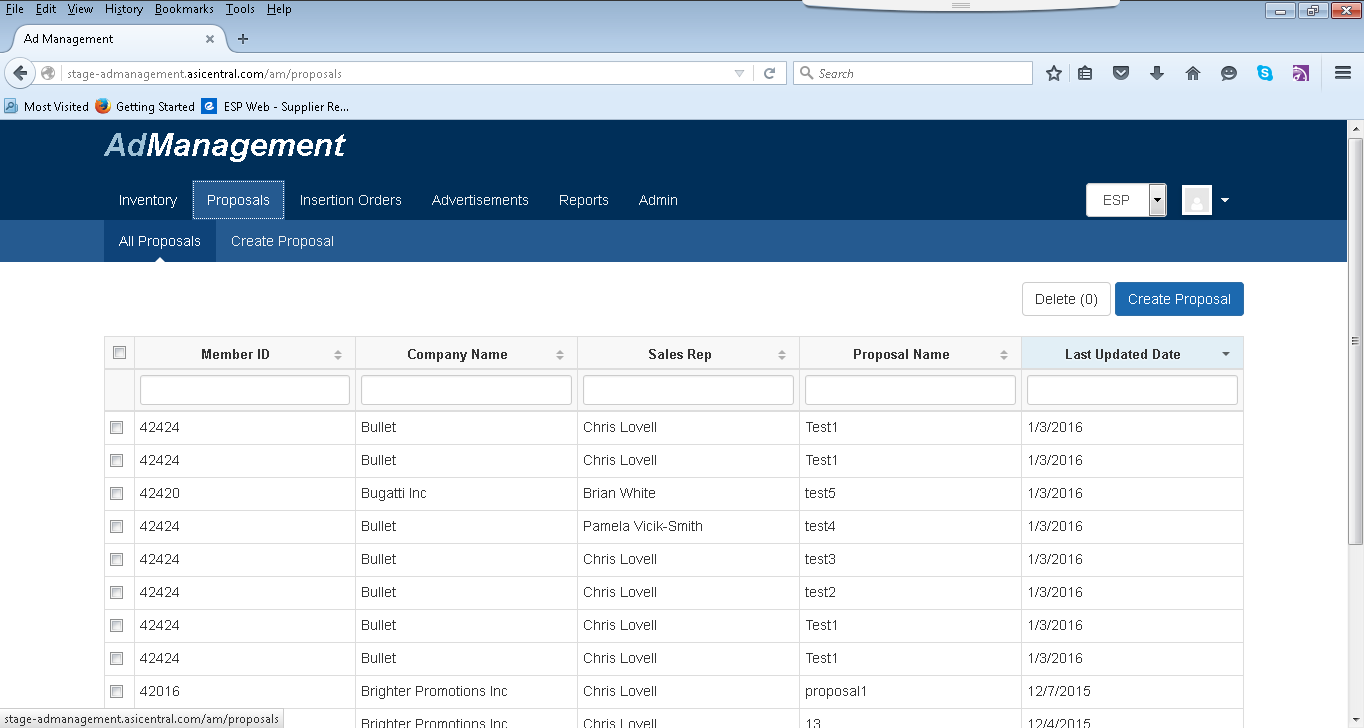 File Edit View History Bookmarks Tools Help
Ad Management
stage-admanagement.asicentral.com/am/proposals
Search
Most Visited Getting Started ESP Web - Supplier Re...
AdManagement
Inventory Proposals Insertion Orders Advertisements Reports Admin ESP
All Proposals Create Proposal
Delete (0) Create Proposal
Member ID Company Name Sales Rep Proposal Name Last Updated Date
42424 Bullet Chris Lovell Test1 1/3/2016
42424 Bullet Chris Lovell Test1 1/3/2016
42420 Bugatti Inc Brian White test5 1/3/2016
42424 Bullet Pamela Vicik-Smith test4 1/3/2016
42424 Bullet Chris Lovell test3 1/3/2016
42424 Bullet Chris Lovell test2 1/3/2016
42424 Bullet Chris Lovell Test1 1/3/2016
42424 Bullet Chris Lovell Test1 1/3/2016
42016 Brighter Promotions Inc Chris Lovell proposal1 12/7/2015
Brighter Promotions Inc Chris Lovell 13 12/4/2015
stage-admanagement.asicentral.com/am/proposals